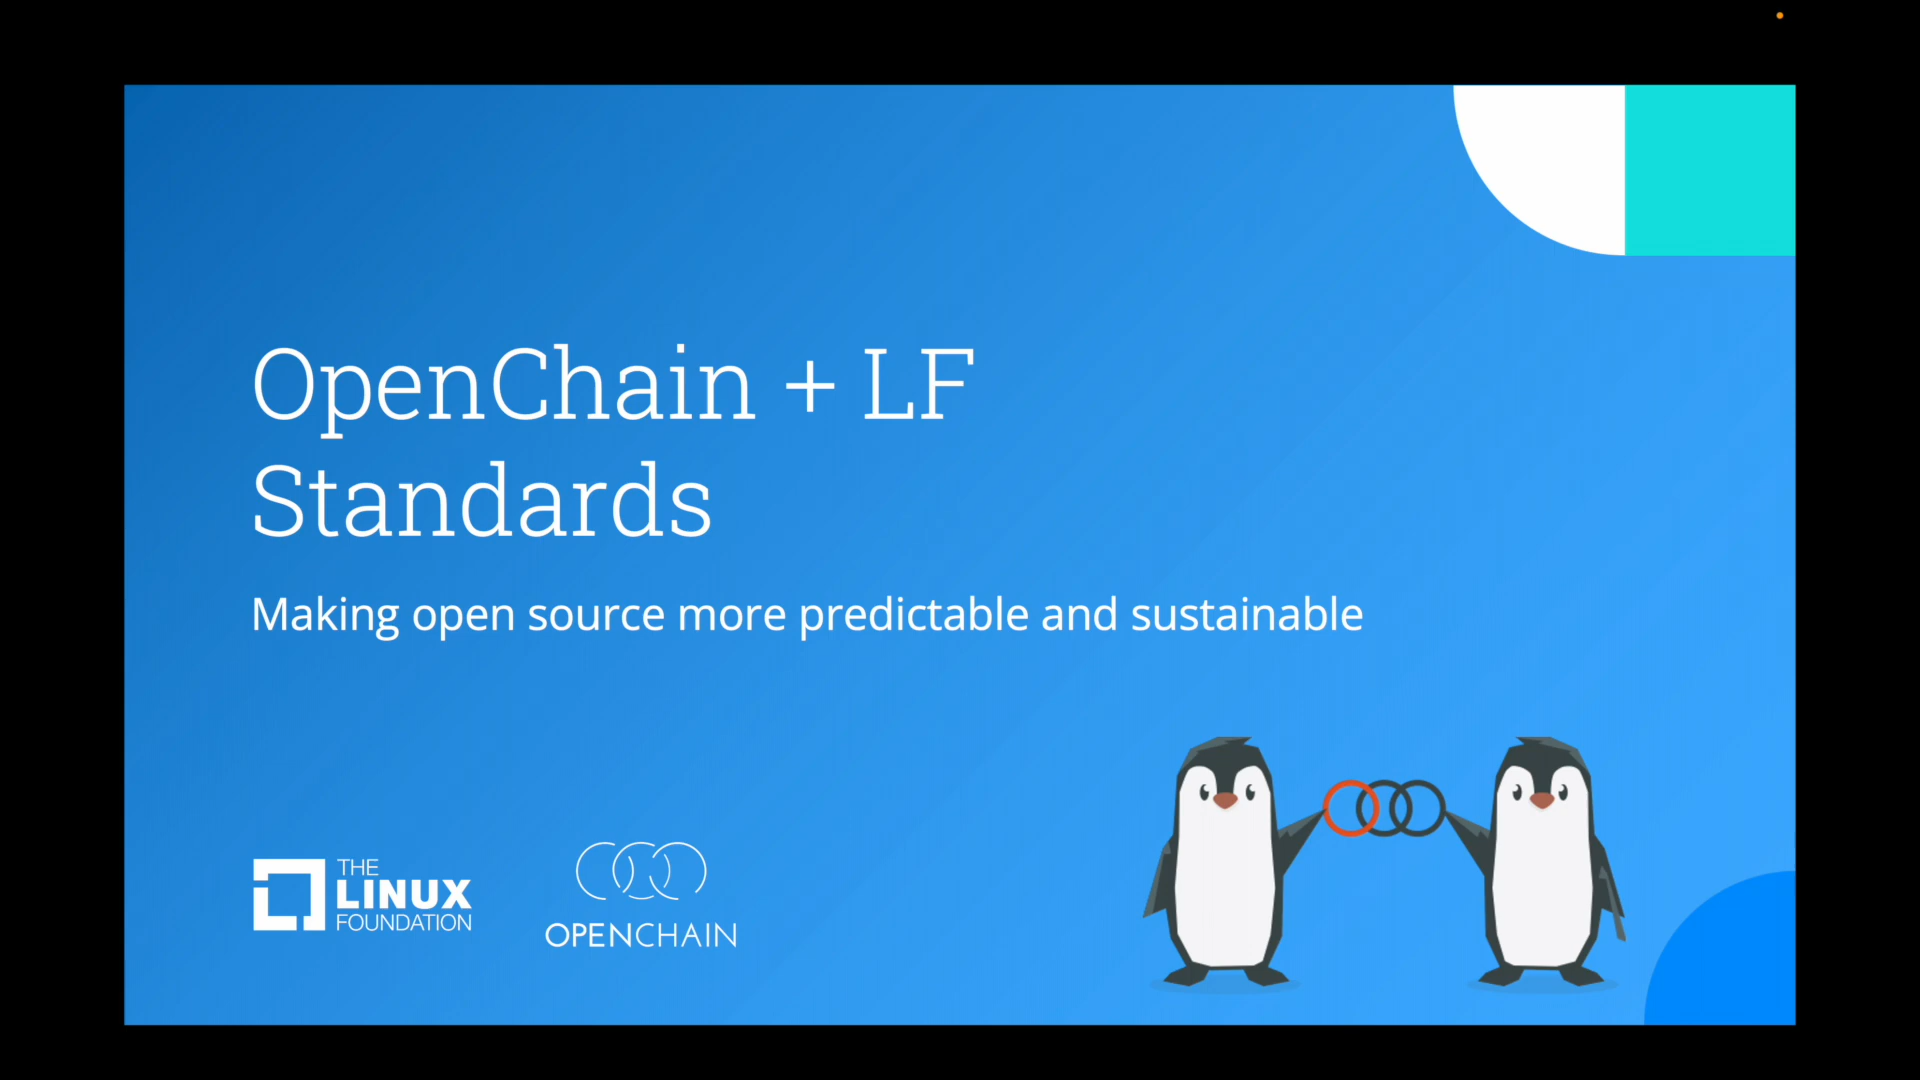 OpenChain + LF
Standards
Making open source more predictable and sustainable
THE
LINUX
FOUNDATION
OPENCHAIN